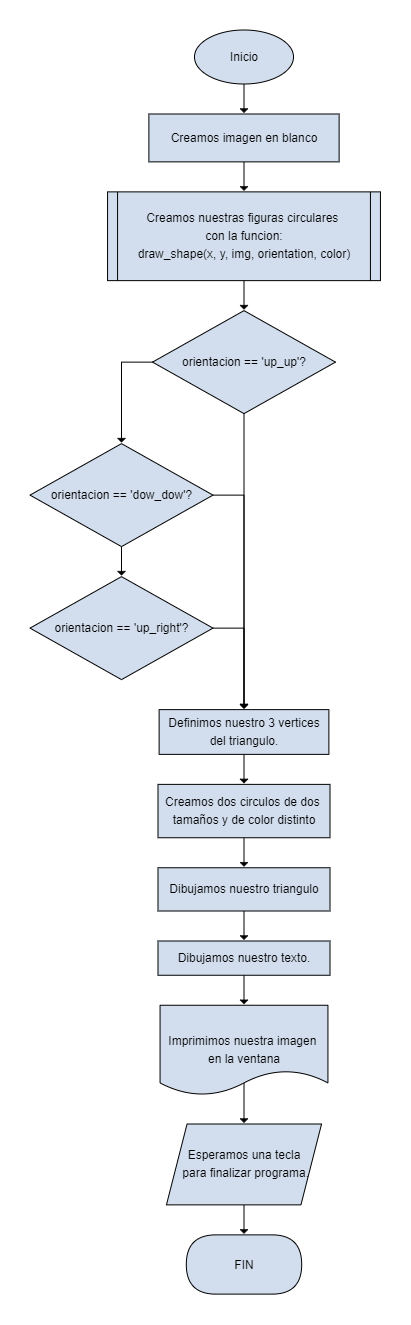 Inicio
Creamos imagen en blanco
Creamos nuestras figuras circulares
con la funcion:
draw_shape(x, y, img, orientation, color)
orientacion == 'up_up'?
orientacion == 'dow_dow'?
orientacion == 'up_right'?
Definimos nuestro 3 vertices
del triangulo.
Creamos dos circulos de dos
tamaños y de color distinto
Dibujamos nuestro triangulo
Dibujamos nuestro texto.
Imprimimos nuestra imagen
en la ventana
Esperamos una tecla
para finalizar programa.
FIN